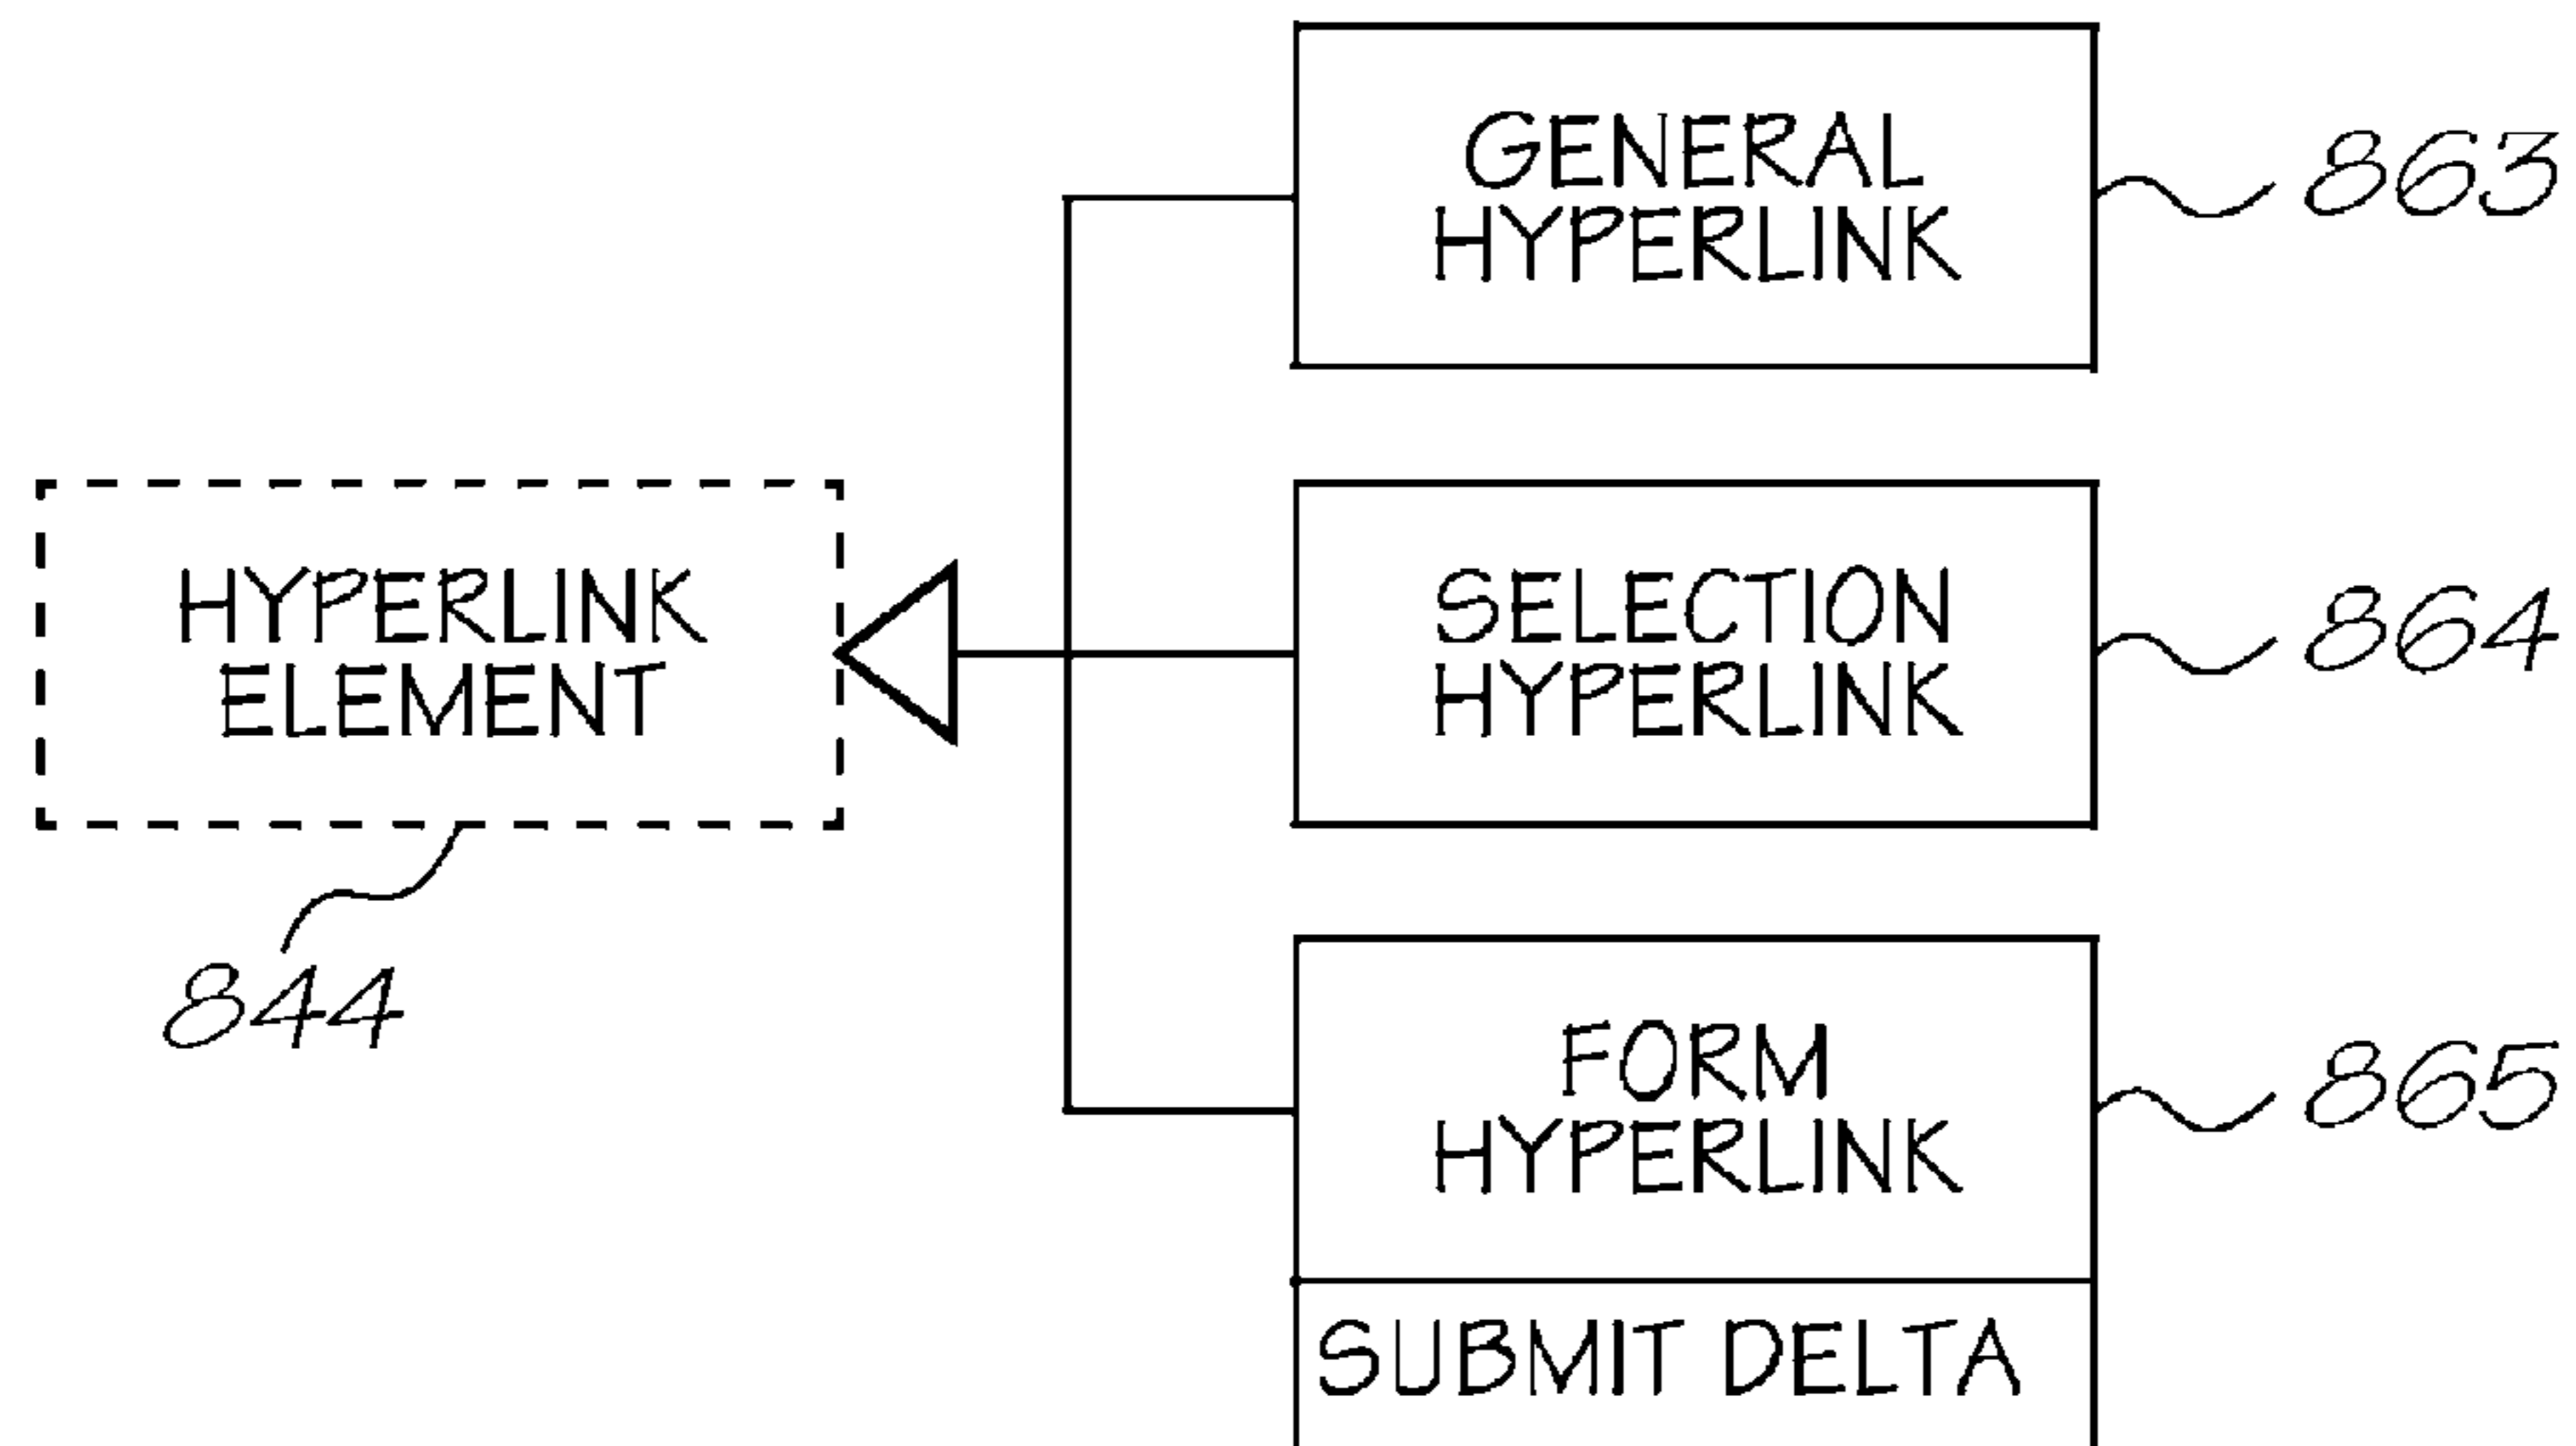 GENERAL
HYPERLINK
863
HYPERLINK
ELEMENT
844
SELECTION
HYPERLINK
864
FORM
HYPERLINK
865
SUBMIT DELTA